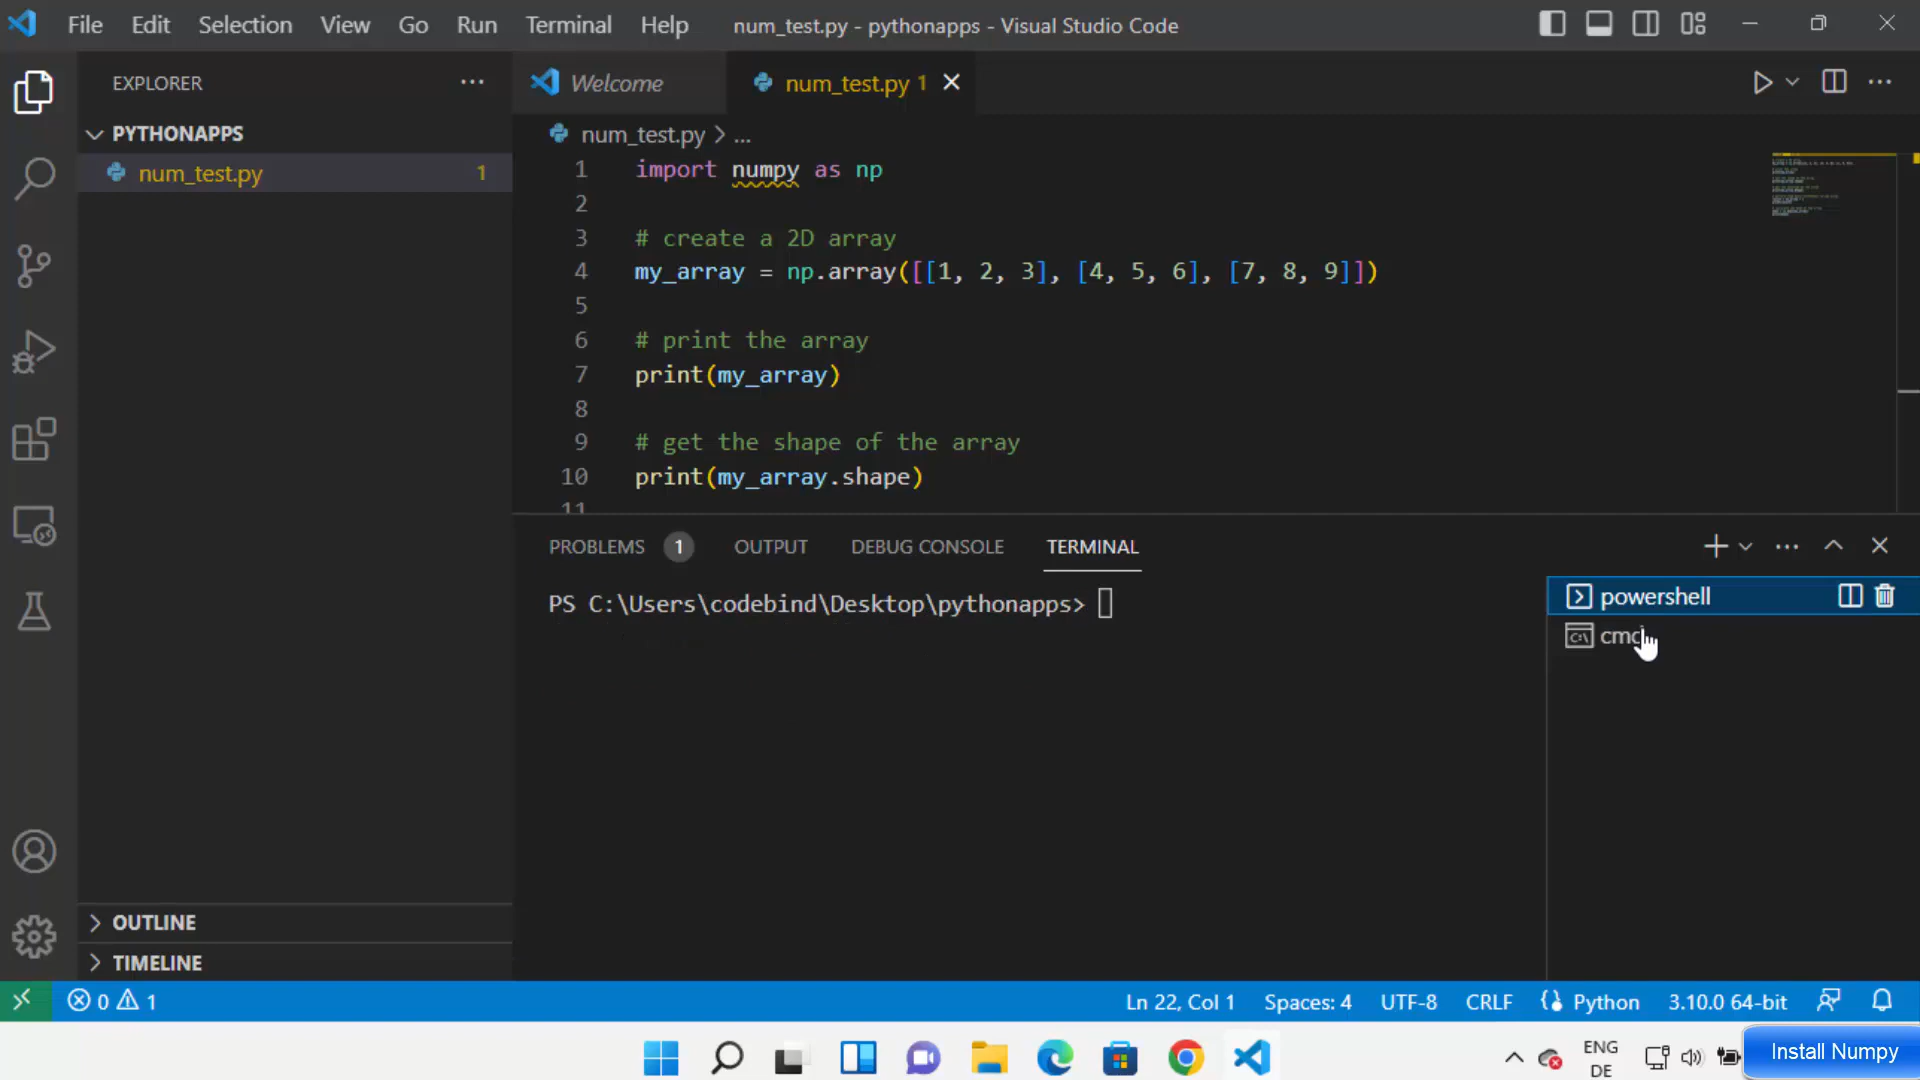 File Edit Selection View Go Run Terminal Help num_test.py - pythonapps - Visual Studio Code
EXPLORER
Welcome
num_test.py 1
PYTHONAPPS
num_test.py 1
num_test.py > ...
1 import numpy as np
2
3 # create a 2D array
4 my_array = np.array([[1, 2, 3], [4, 5, 6], [7, 8, 9]])
5
6 # print the array
7 print(my_array)
8
9 # get the shape of the array
10 print(my_array.shape)
11
PROBLEMS 1 OUTPUT DEBUG CONSOLE TERMINAL
PS C:\Users\codebind\Desktop\pythonapps>
powershell
cmd
OUTLINE
TIMELINE
0 1 Ln 22, Col 1 Spaces: 4 UTF-8 CRLF Python 3.10.0 64-bit
ENG
DE
Install Numpy